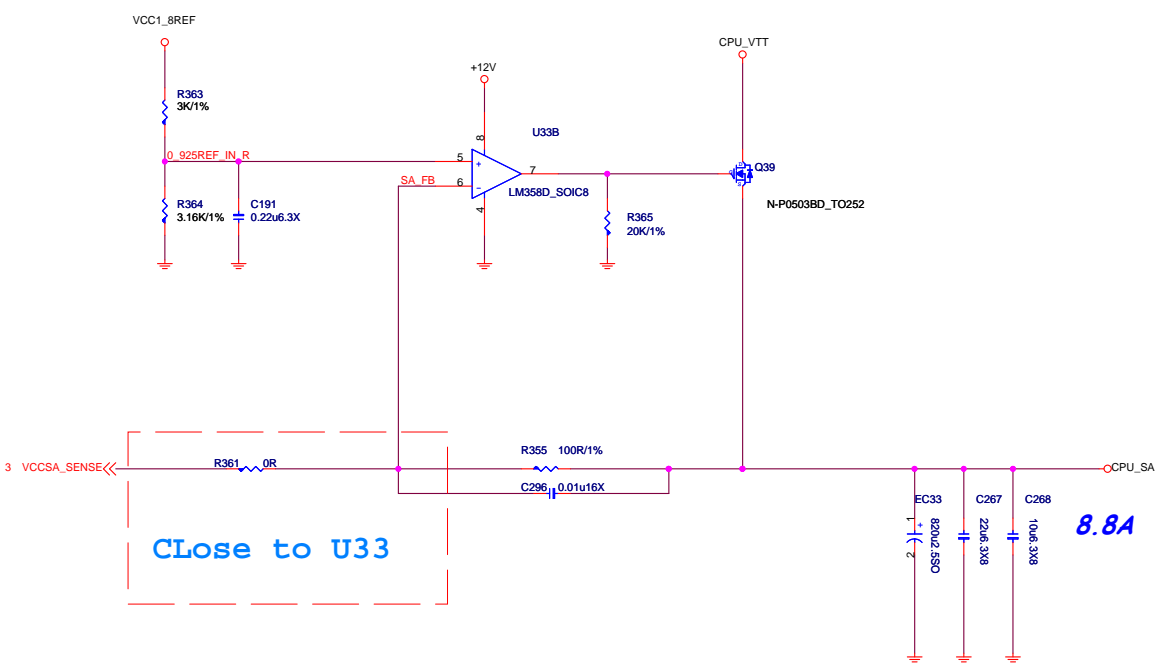 VCC1_8REF
CPU_VTT
+12V
R363
3K/1%
8
U33B
0_925REF_IN_R
5
+
7
Q39
SA_FB
6
-
LM358D_SOIC8
4
N-P0503BD_TO252
R364
3.16K/1%
C191
0.22u6.3X
R365
20K/1%
R355 100R/1%
3 VCCSA_SENSE
R361 0R
CPU_SA
C296 0.01u16X
EC33
C267
C268
1
+
2
820u2.5SO
22u6.3X8
10u6.3X8
8.8A
CLose to U33